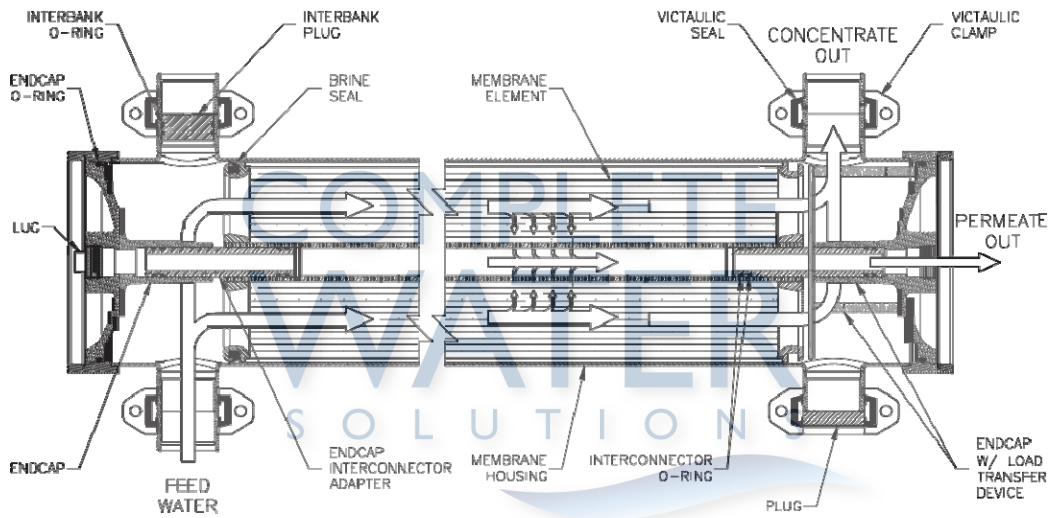 INTERBANK
O-RING
INTERBANK
PLUG
VICTAULIC
SEAL
CONCENTRATE
OUT
VICTAULIC
CLAMP
ENDCAP
O-RING
BRINE
SEAL
MEMBRANE
ELEMENT
LUG
COMPLETE
WATER
SOLUTIONS
PERMEATE
OUT
ENDCAP
FEED
WATER
ENDCAP
INTERCONNECTOR
ADAPTER
MEMBRANE
HOUSING
INTERCONNECTOR
O-RING
PLUG
ENDCAP
W/ LOAD
TRANSFER
DEVICE